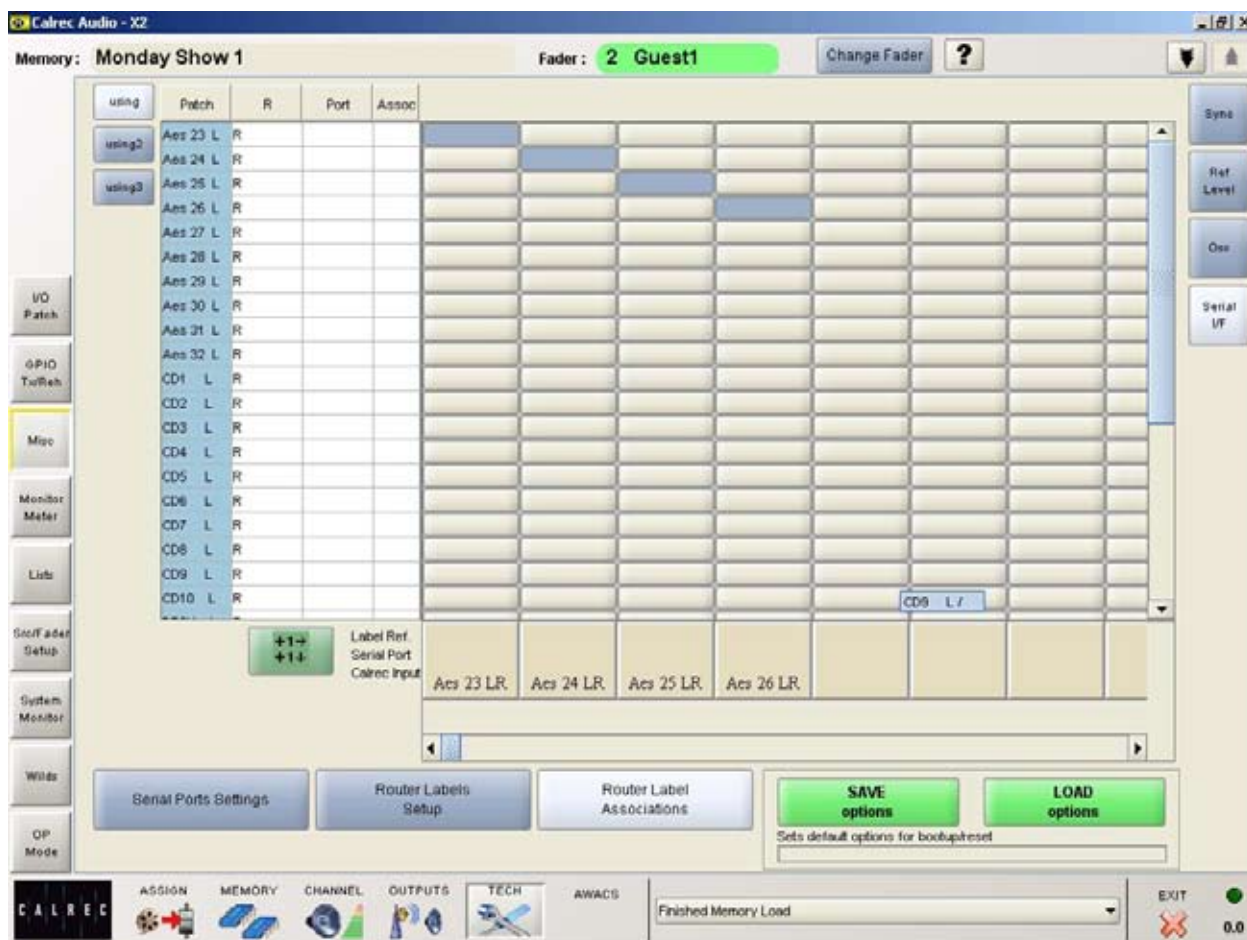 Calrec Audio - X2
Memory: Monday Show 1 Fader: 2 Guest1 Change Fader ?
using Patch R Port Assoc
using2
using3
Aes 23 L R
Aes 24 L R
Aes 25 L R
Aes 26 L R
Aes 27 L R
Aes 28 L R
Aes 29 L R
Aes 30 L R
Aes 31 L R
Aes 32 L R
CD1 L R
CD2 L R
CD3 L R
CD4 L R
CD5 L R
CD6 L R
CD7 L R
CD8 L R
CD9 L R
CD10 L R
CD9 L /
I/O
Patch
GPIO
Tx/Reh
Misc
Monitor
Meter
Lists
Src/Fader
Setup
System
Monitor
Wilds
OP
Mode
Sync
Ref
Level
Osc
Serial
I/F
+1→
+1↓
Label Ref.
Serial Port
Calrec Input
Aes 23 LR Aes 24 LR Aes 25 LR Aes 26 LR
Serial Ports Settings
Router Labels
Setup
Router Label
Associations
SAVE
options
LOAD
options
Sets default options for bootup/reset
CALREC
ASSIGN MEMORY CHANNEL OUTPUTS TECH AWACS
Finished Memory Load
EXIT
0.0